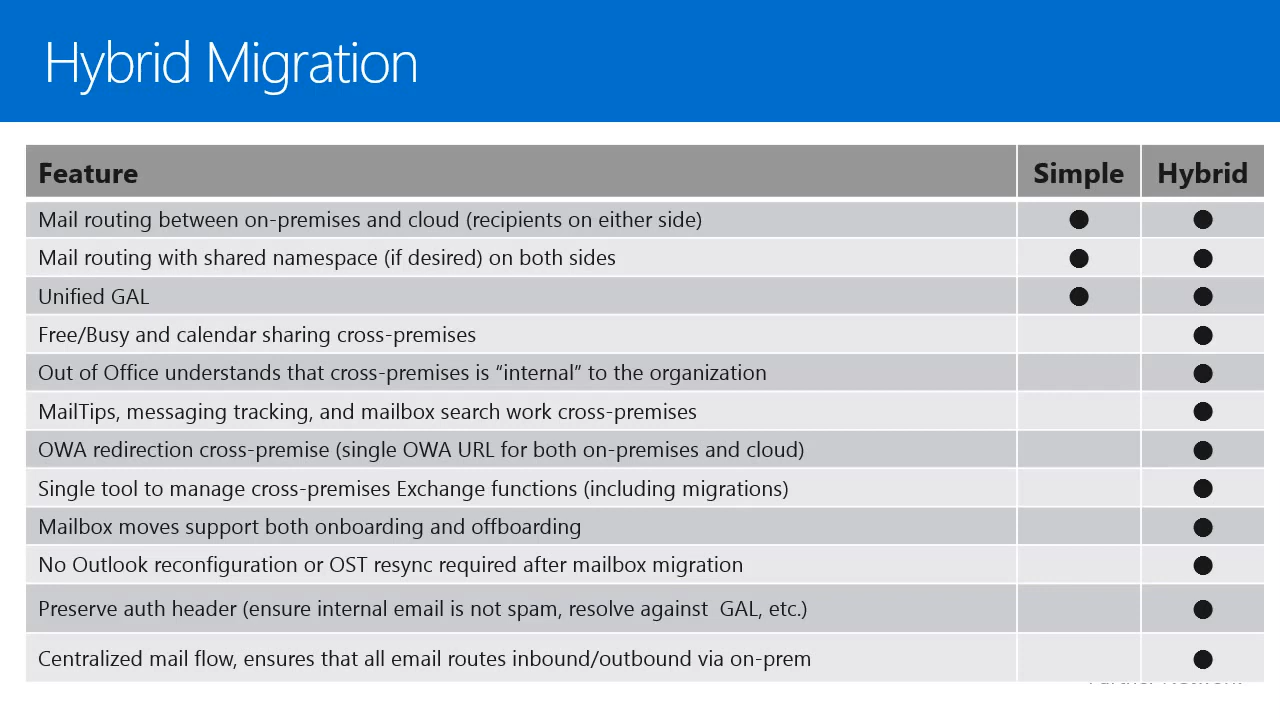 Hybrid Migration
Feature Simple Hybrid
Mail routing between on-premises and cloud (recipients on either side) ● ●
Mail routing with shared namespace (if desired) on both sides ● ●
Unified GAL ● ●
Free/Busy and calendar sharing cross-premises ●
Out of Office understands that cross-premises is “internal” to the organization ●
MailTips, messaging tracking, and mailbox search work cross-premises ●
OWA redirection cross-premise (single OWA URL for both on-premises and cloud) ●
Single tool to manage cross-premises Exchange functions (including migrations) ●
Mailbox moves support both onboarding and offboarding ●
No Outlook reconfiguration or OST resync required after mailbox migration ●
Preserve auth header (ensure internal email is not spam, resolve against  GAL, etc.) ●
Centralized mail flow, ensures that all email routes inbound/outbound via on-prem ●